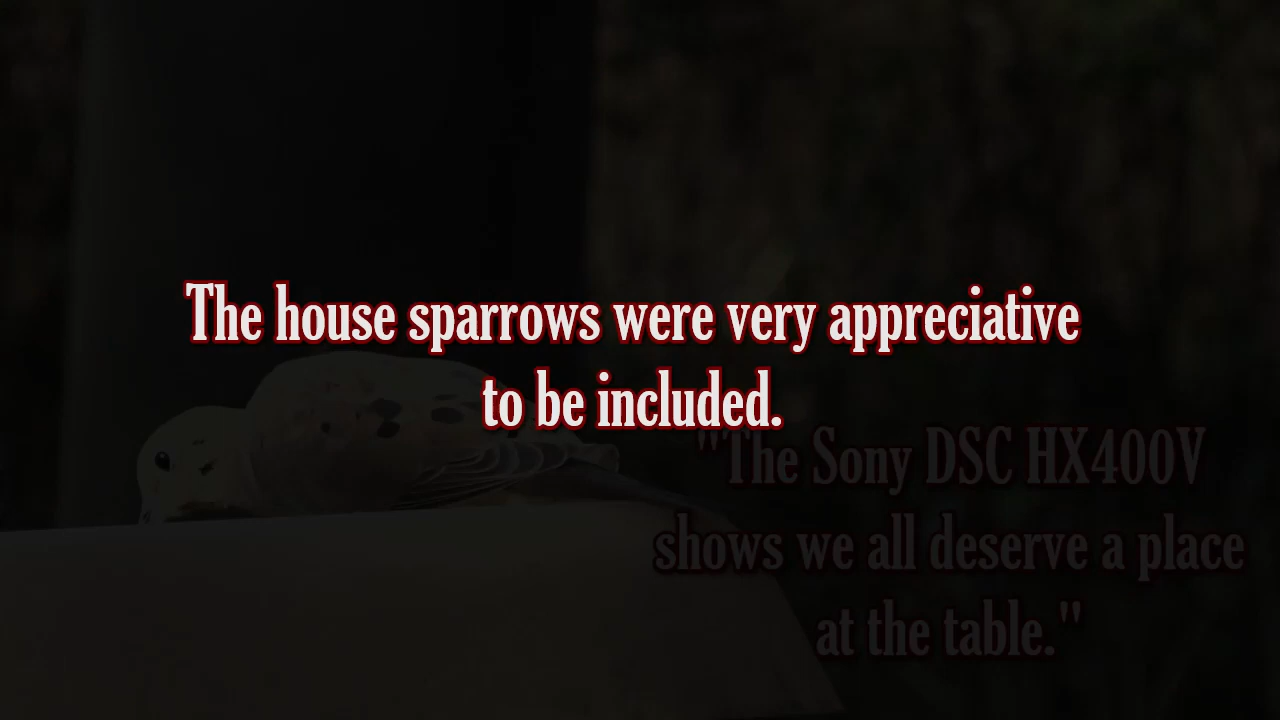 The house sparrows were very appreciative
to be included.
"The Sony DSC HX400V
shows we all deserve a place
at the table."